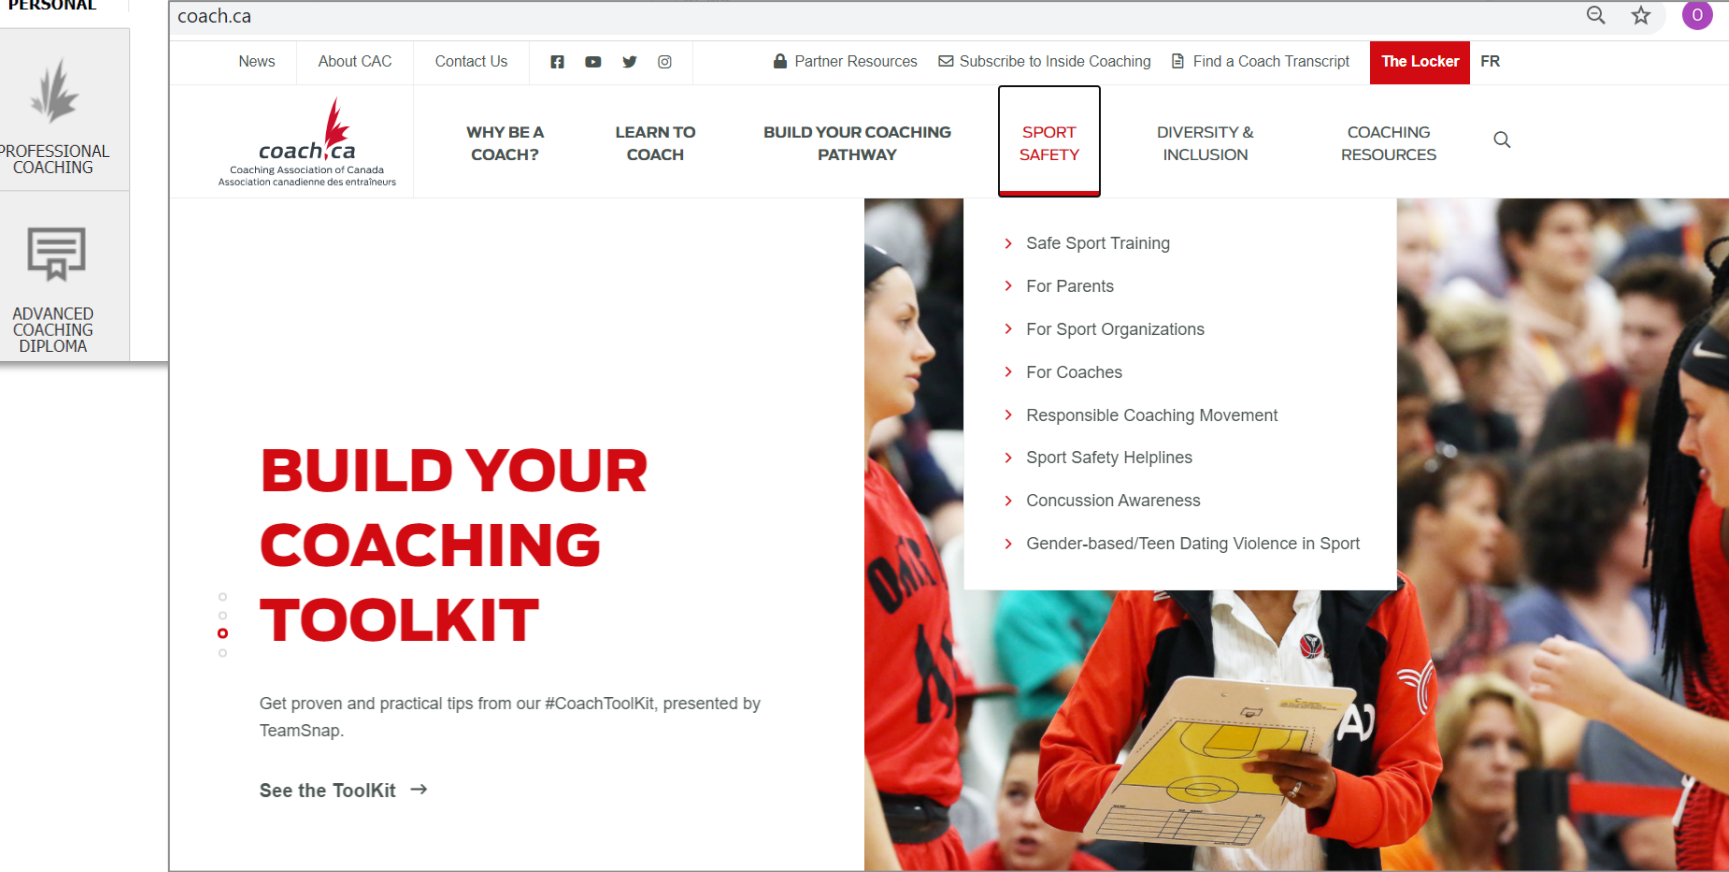 PERSONAL
PROFESSIONAL
COACHING
ADVANCED
COACHING
DIPLOMA
coach.ca
O
News
About CAC
Contact Us
Partner Resources
Subscribe to Inside Coaching
Find a Coach Transcript
The Locker
FR
coach.ca
Coaching Association of Canada
Association canadienne des entraîneurs
WHY BE A
COACH?
LEARN TO
COACH
BUILD YOUR COACHING
PATHWAY
SPORT
SAFETY
DIVERSITY &
INCLUSION
COACHING
RESOURCES
Safe Sport Training
For Parents
For Sport Organizations
For Coaches
Responsible Coaching Movement
Sport Safety Helplines
Concussion Awareness
Gender-based/Teen Dating Violence in Sport
BUILD YOUR
COACHING
TOOLKIT
Get proven and practical tips from our #CoachToolKit, presented by
TeamSnap.
See the ToolKit →